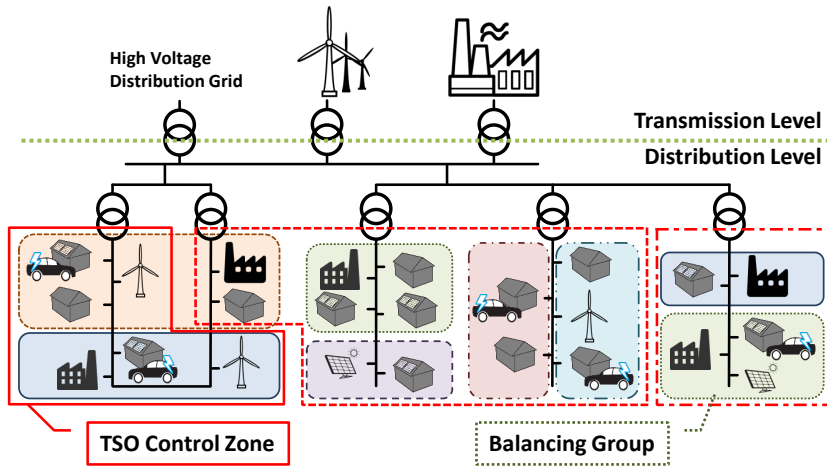 High Voltage
Distribution Grid
Transmission Level
Distribution Level
TSO Control Zone
Balancing Group